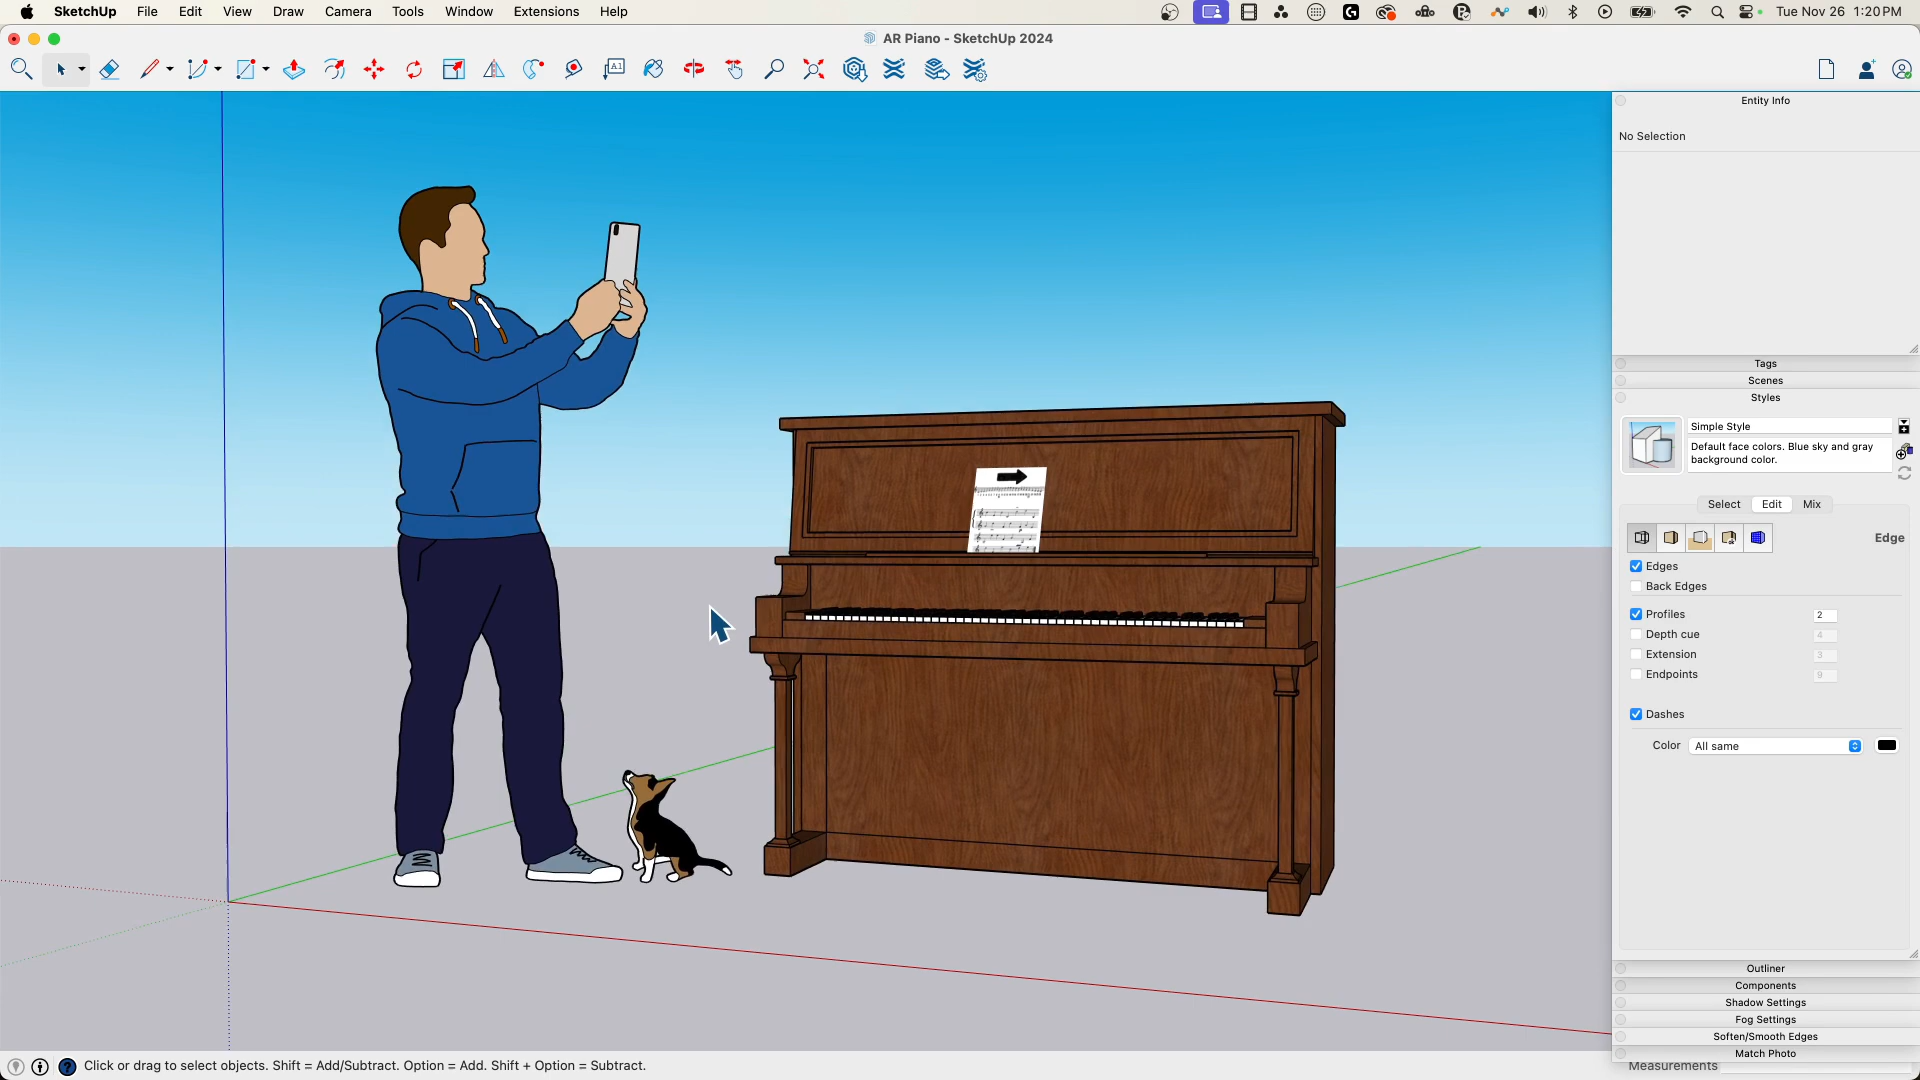 SketchUp File Edit View Draw Camera Tools Window Extensions Help Tue Nov 26 1:20 PM
AR Piano - SketchUp 2024
A1
Entity Info
No Selection
Tags
Scenes
Styles
Simple Style
Default face colors. Blue sky and gray
background color.
Select Edit Mix
Edge
Edges
Back Edges
Profiles 2
Depth cue 4
Extension 3
Endpoints 9
Dashes
Color All same
Outliner
Components
Shadow Settings
Fog Settings
Soften/Smooth Edges
Match Photo
Click or drag to select objects. Shift = Add/Subtract. Option = Add. Shift + Option = Subtract.
Measurements